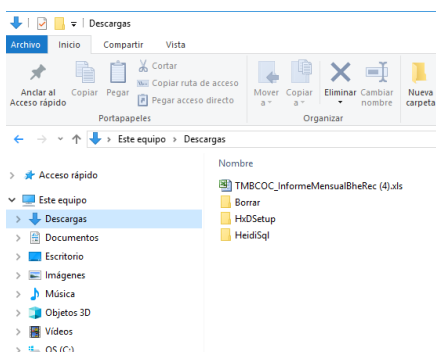 Descargas
Archivo Inicio Compartir Vista
Anclar al
Acceso rápido
Copiar
Pegar
Cortar
Copiar ruta de acceso
Pegar acceso directo
Portapapeles
Mover
a
Copiar
a
Eliminar
Cambiar
nombre
Organizar
Nueva
carpeta
Este equipo > Descargas
Nombre
Acceso rápido
Este equipo
Descargas
Documentos
Escritorio
Imágenes
Música
Objetos 3D
Vídeos
OS (C:)
TMBCOC_InformeMensualBheRec (4).xls
Borrar
HxDSetup
HeidiSql